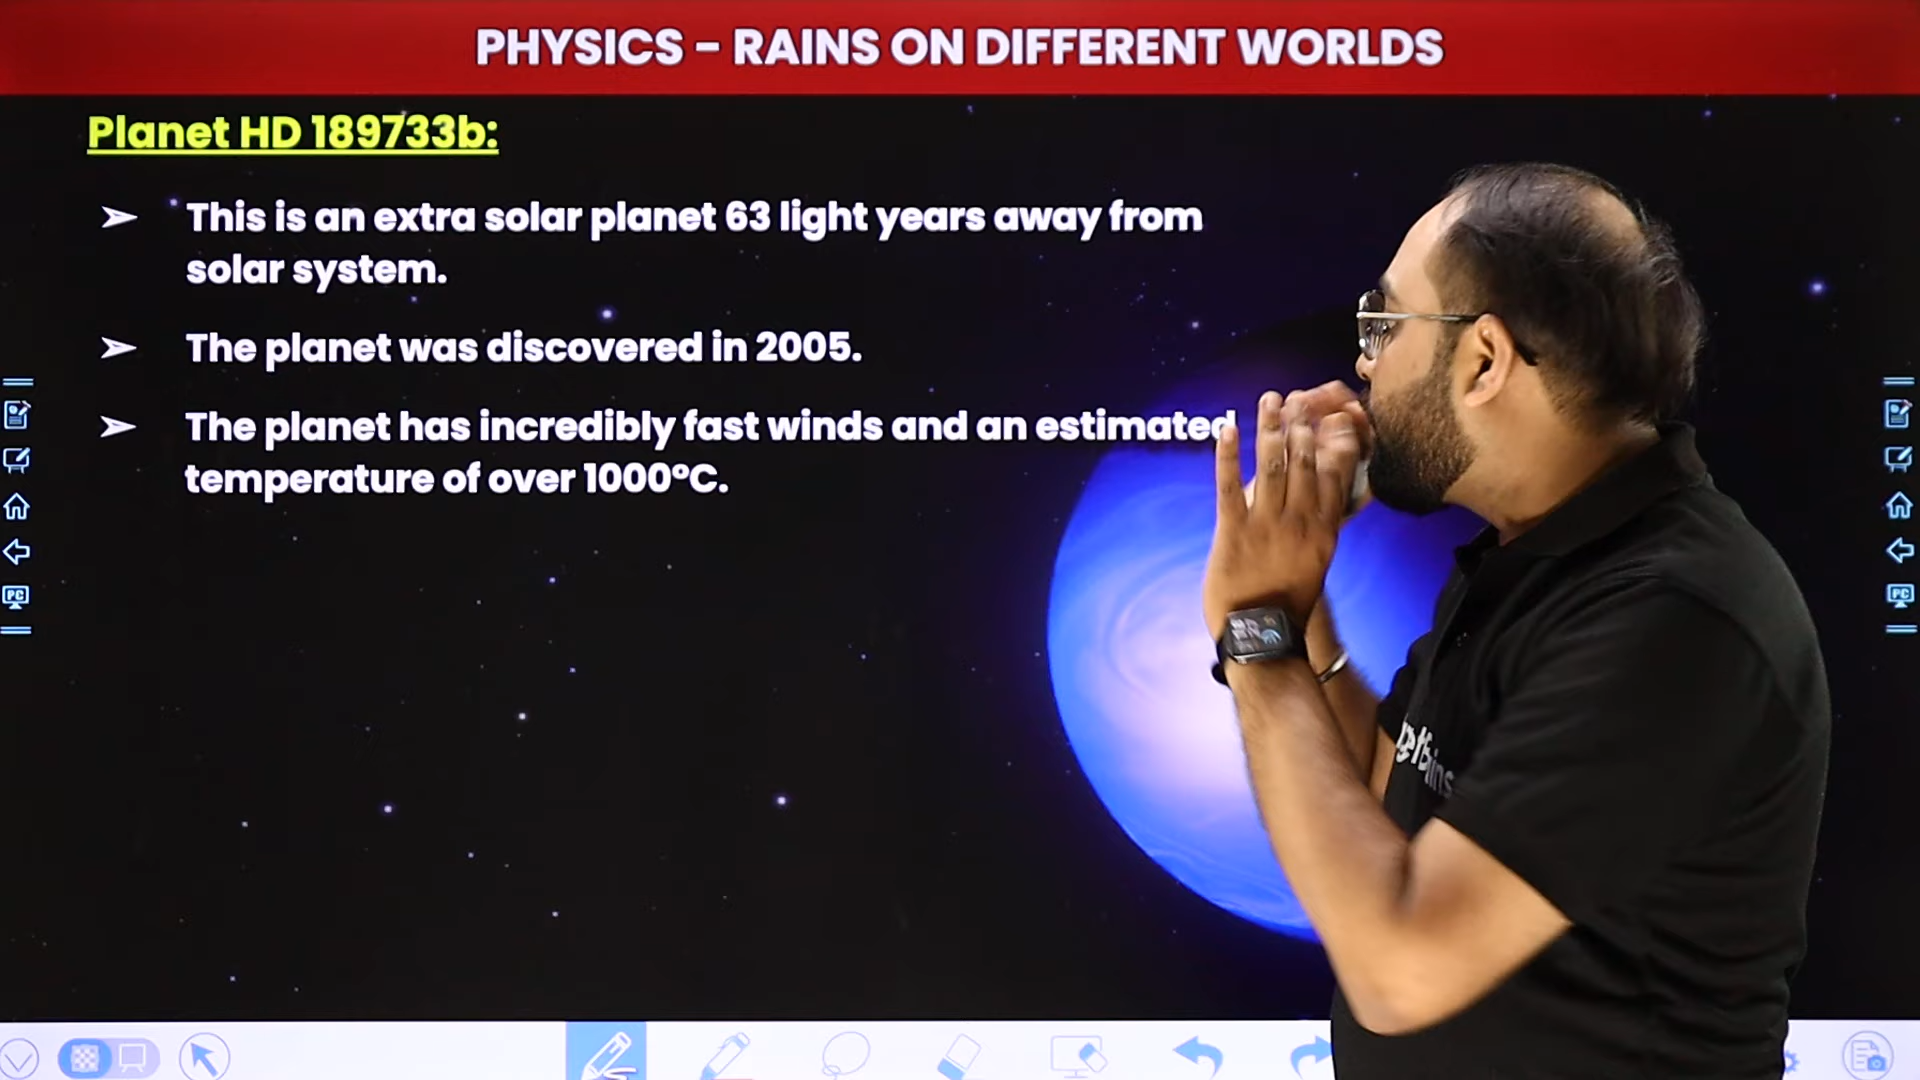 PHYSICS – RAINS ON DIFFERENT WORLDS
Planet HD 189733b:
➢ This is an extra solar planet 63 light years away from
solar system.
➢ The planet was discovered in 2005.
➢ The planet has incredibly fast winds and an estimated
temperature of over 1000°C.
PC
PC